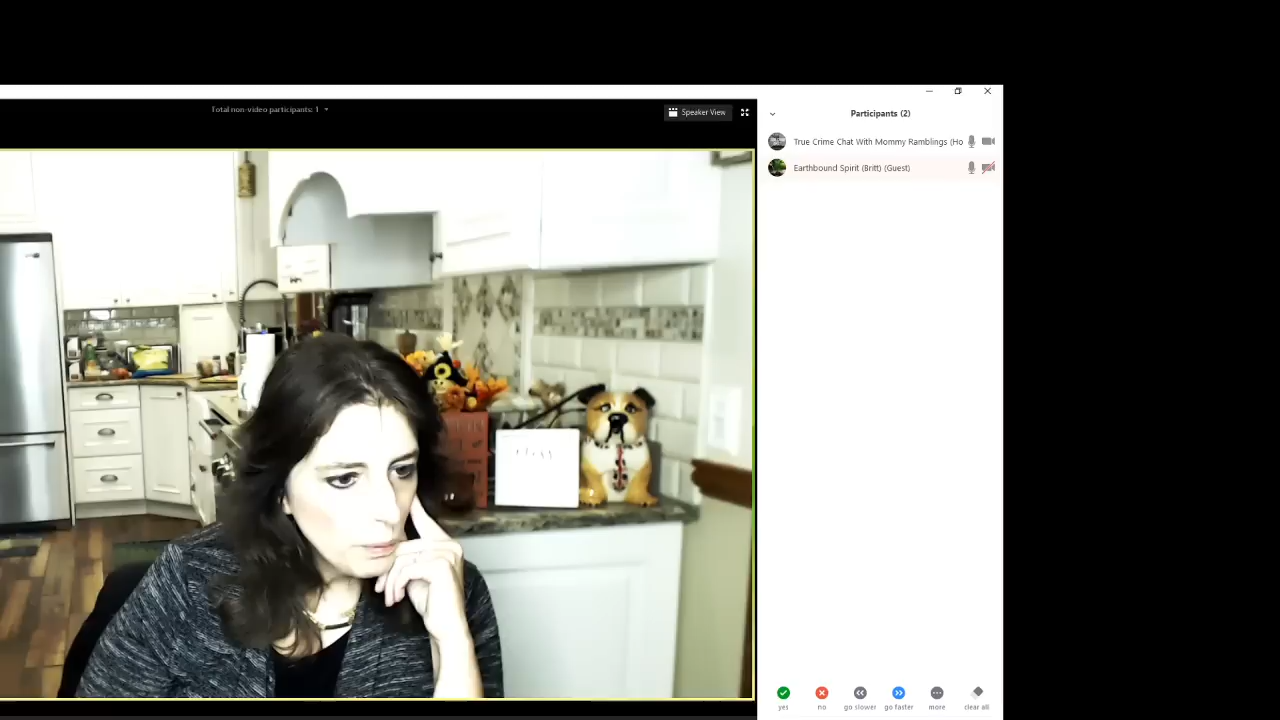 Total non-video participants: 1
Speaker View
Participants (2)
True Crime Chat With Mommy Ramblings (Ho
Earthbound Spirit (Britt) (Guest)
yes
no
go slower
go faster
more
clear all